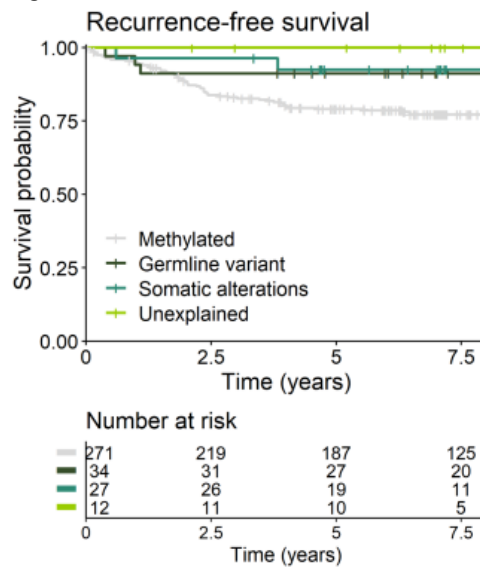 Recurrence-free survival
1.00
0.75
0.50
0.25
0.00
Survival probability
Methylated
Germline variant
Somatic alterations
Unexplained
0 2.5 5 7.5
Time (years)
Number at risk
271 219 187 125
34 31 27 20
27 26 19 11
12 11 10 5
0 2.5 5 7.5
Time (years)